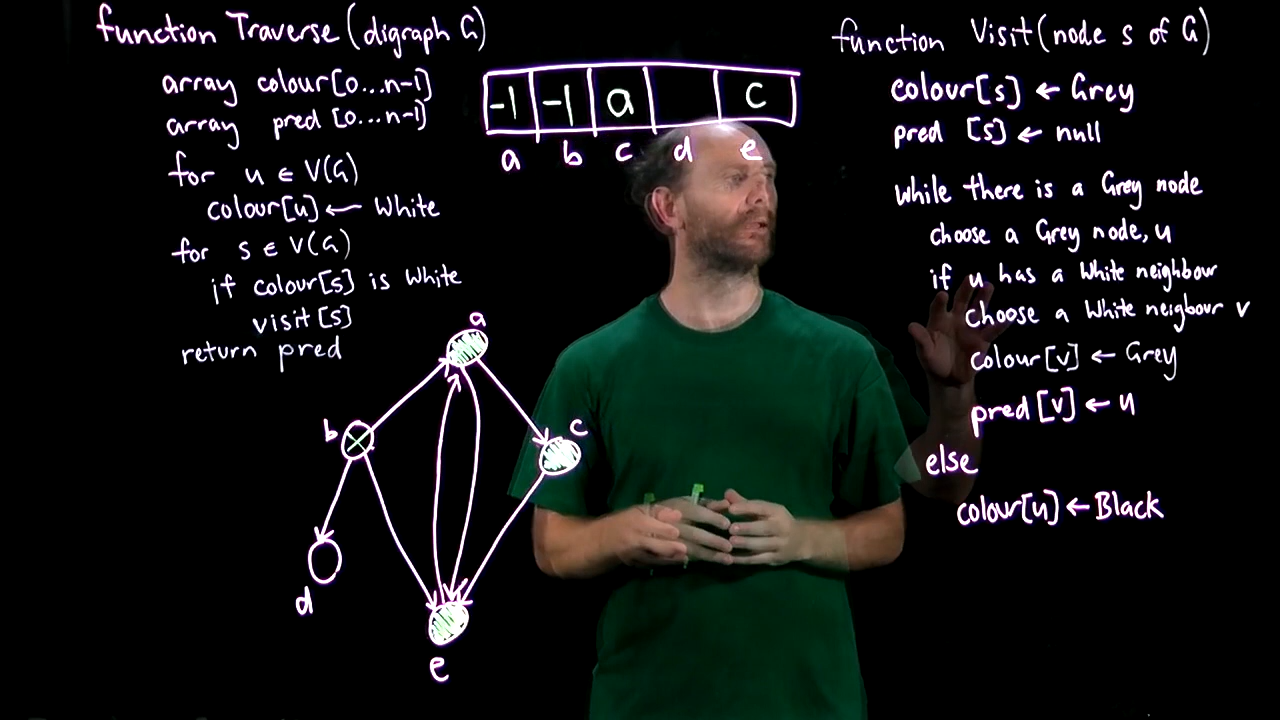 function Traverse (digraph G)
array colour[0...n-1]
array pred [0...n-1]
for u ∈ V(G)
colour[u] ← White
for s ∈ V(G)
if colour[s] is White
visit [s]
return pred
-1 -1 a c
a b c d e
function Visit(node s of G)
colour[s] ← Grey
pred [s] ← null
while there is a Grey node
choose a Grey node, u
if u has a White neighbour
choose a White neigbour v
colour[v] ← Grey
pred[v] ← u
else
colour[u] ← Black
a
b
c
d
e